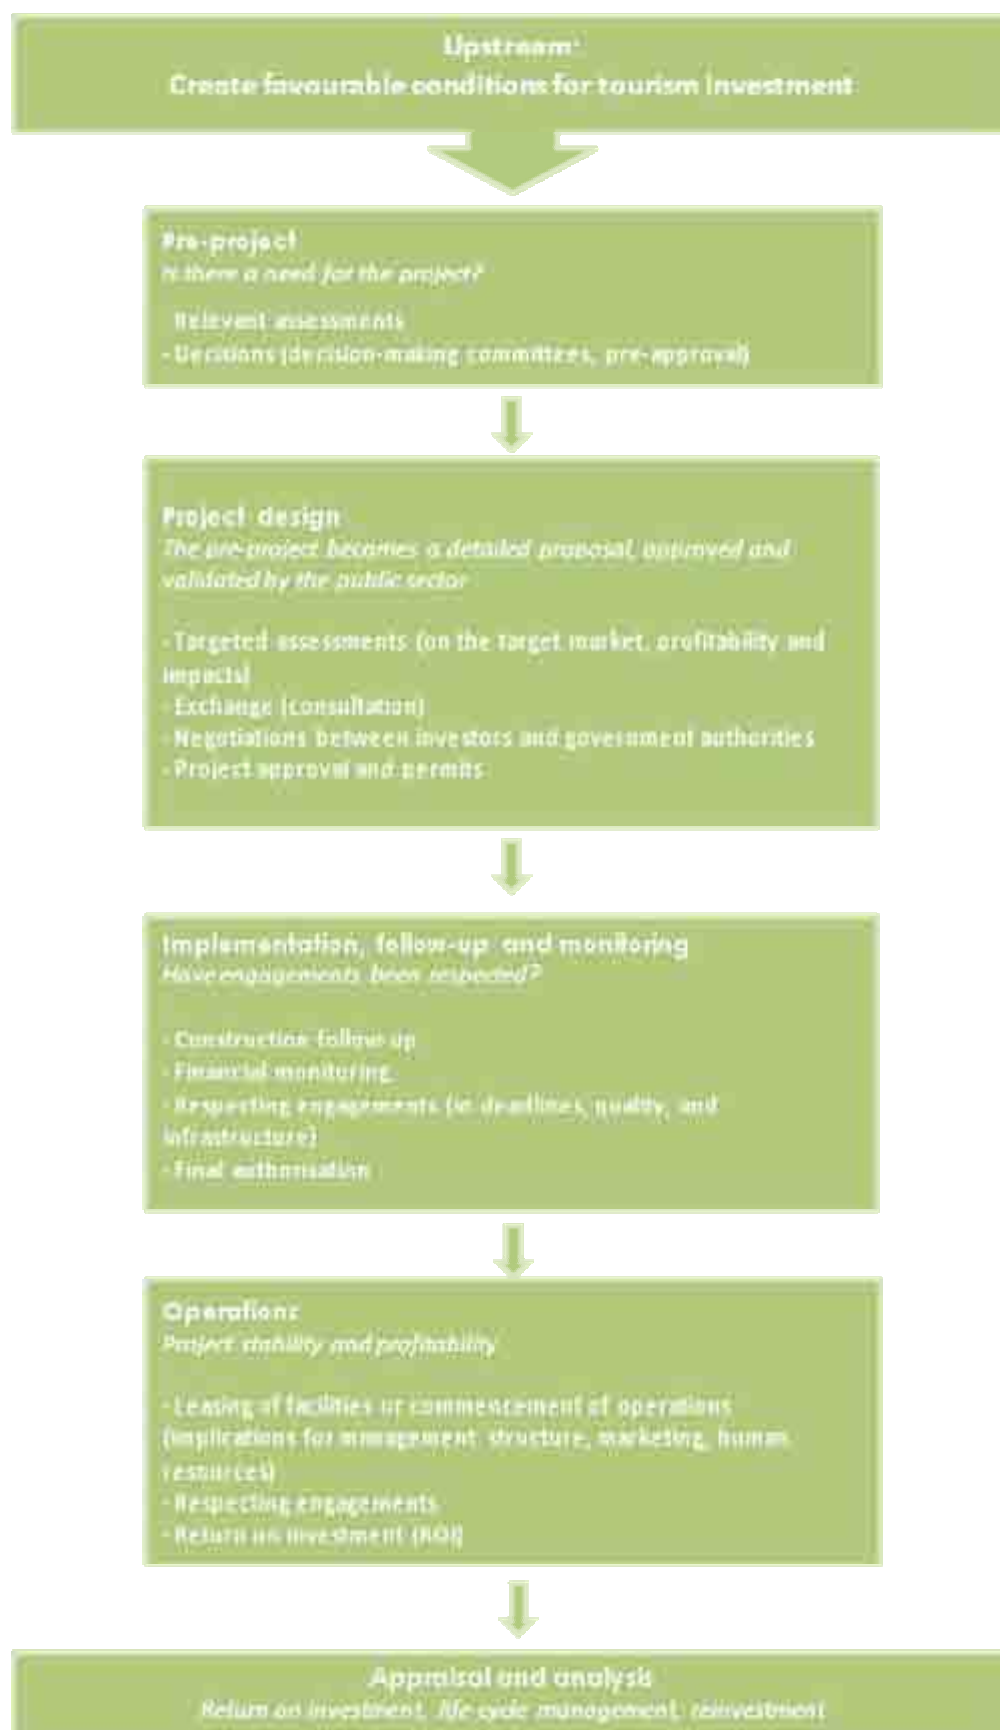 Upstream:
Create favourable conditions for tourism investment
Pre-project
Is there a need for the project?
- Relevant assessments
- Decisions (decision-making committees, pre-approval)
Project design
The pre-project becomes a detailed proposal, approved and
validated by the public sector
- Targeted assessments (on the target market, profitability and
impacts)
- Exchange (consultation)
- Negotiations between investors and government authorities
- Project approval and permits
Implementation, follow-up and monitoring
Have engagements been respected?
- Construction follow up
- Financial monitoring
- Respecting engagements (in deadlines, quality, and
infrastructure)
- Final authorisation
Operations
Project stability and profitability
- Leasing of facilities or commencement of operations
(implications for management structure, marketing, human
resources)
- Respecting engagements
- Return on investment (ROI)
Appraisal and analysis
Return on investment, life cycle management, reinvestment